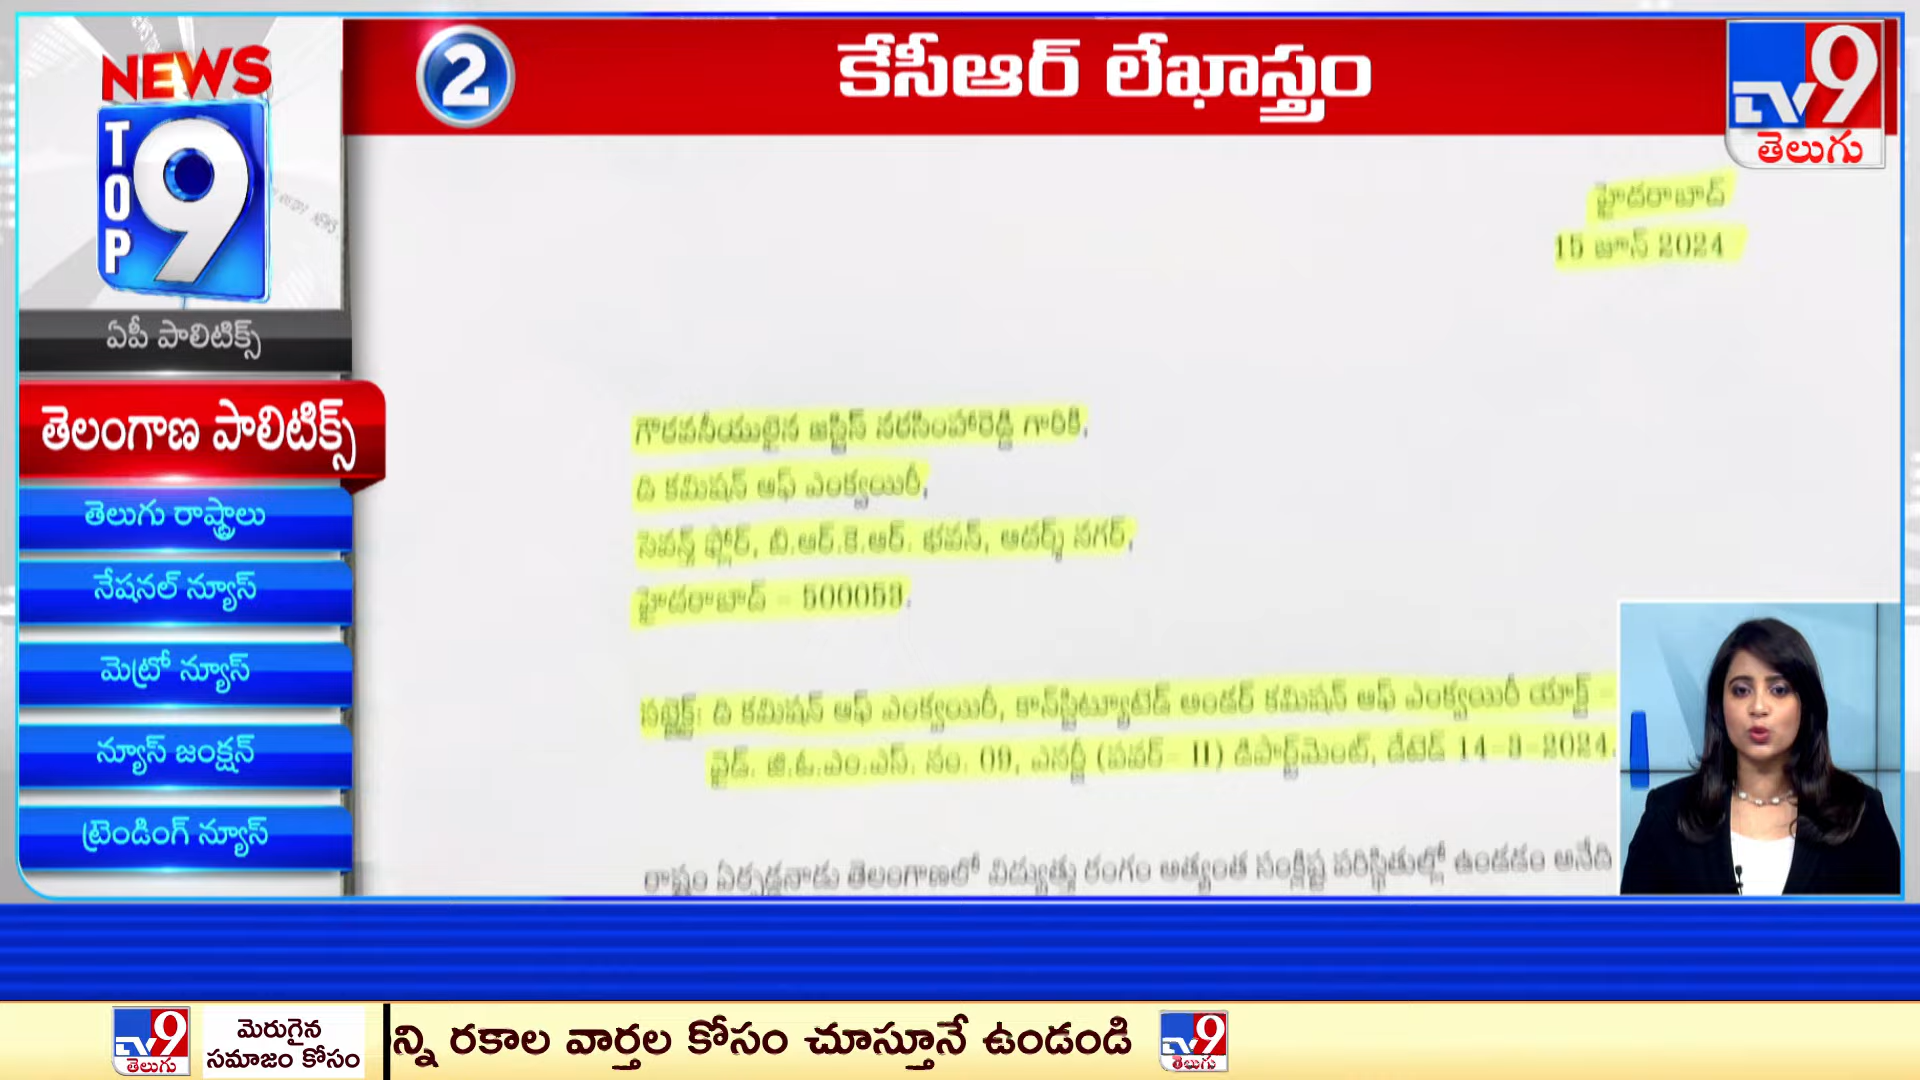 NEWS
TOP
9
2
కేసీఆర్ లేఖాస్త్రం
TV9
తెలుగు
ఏపీ పాలిటిక్స్
తెలంగాణ పాలిటిక్స్
తెలుగు రాష్ట్రాలు
నేషనల్ న్యూస్
మెట్రో న్యూస్
న్యూస్ జంక్షన్
ట్రెండింగ్ న్యూస్
హైదరాబాద్
15 జూన్ 2024
గౌరవనీయులైన జస్టిస్ నరసింహారెడ్డి గారికి,
ది కమిషన్ ఆఫ్ ఎంక్వయిరీ,
సెవన్త్ ఫ్లోర్, బీ.ఆర్.కె.ఆర్. భవన్, ఆదర్శ్ నగర్,
హైదరాబాద్ - 500053.
సబ్జెక్ట్: ది కమిషన్ ఆఫ్ ఎంక్వయిరీ, కాన్‌స్టిట్యూటెడ్ అండర్ కమిషన్ ఆఫ్ ఎంక్వయిరీ యాక్ట్ -
వైడ్. జీ.ఓ.ఎం.ఎస్. నం. 09, ఎనర్జీ (పవర్- II) డిపార్ట్‌మెంట్, డేటెడ్ 14-3-2024.
రాష్ట్రం ఏర్పడ్డనాడు తెలంగాణలో విద్యుత్తు రంగం అత్యంత సంక్లిష్ట పరిస్థితుల్లో ఉండడం అనేది
TV9
తెలుగు
మెరుగైన
సమాజం కోసం
న్ని రకాల వార్తల కోసం చూస్తూనే ఉండండి
TV9
తెలుగు